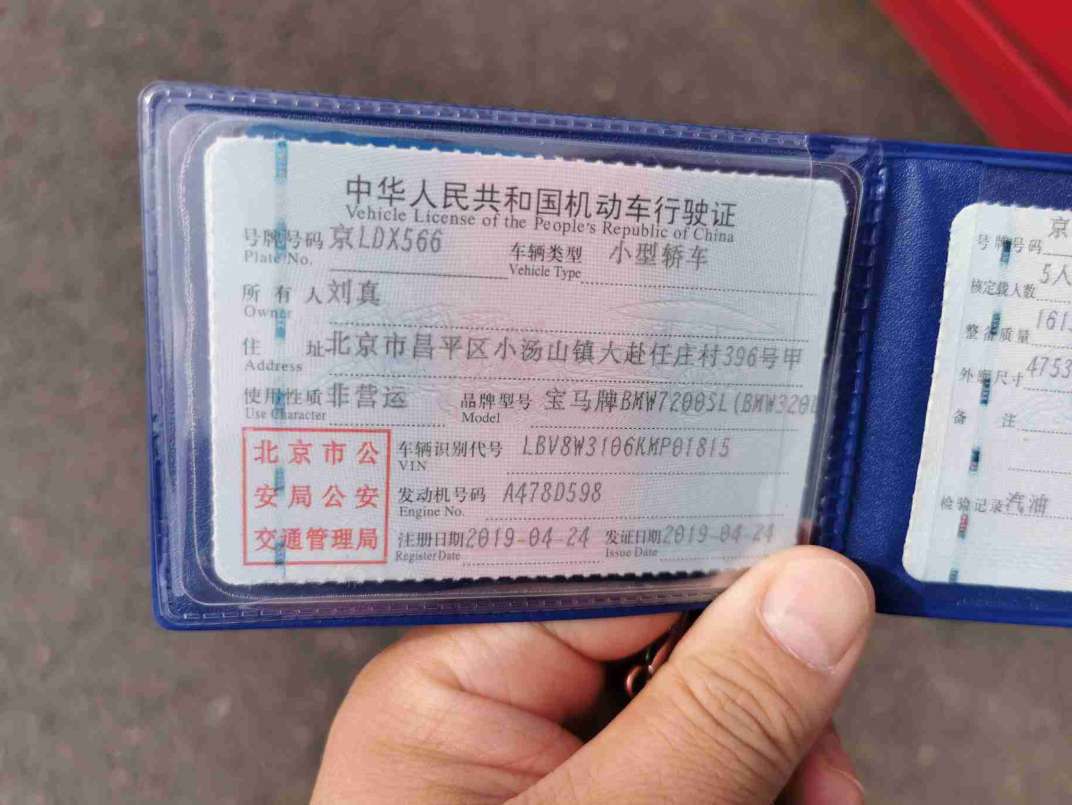 中华人民共和国机动车行驶证
Vehicle License of the People's Republic of China
号牌号码 京LDX566 车辆类型 小型轿车
Plate No. Vehicle Type
所有人 刘真
Owner
住址 北京市昌平区小汤山镇大赴任庄村396号甲
Address
使用性质 非营运 品牌型号 宝马牌BMW7200SL(BMW320
Use Character Model
北京市公
安局公安
交通管理局
车辆识别代号 LBV8W3106KMP01815
VIN
发动机号码 A478D598
Engine No.
注册日期 2019-04-24 发证日期 2019-04-24
Register Date Issue Date
号牌号码 京
核定载人数 5人
整备质量 161
外廓尺寸 4753
备注
检验记录 汽油